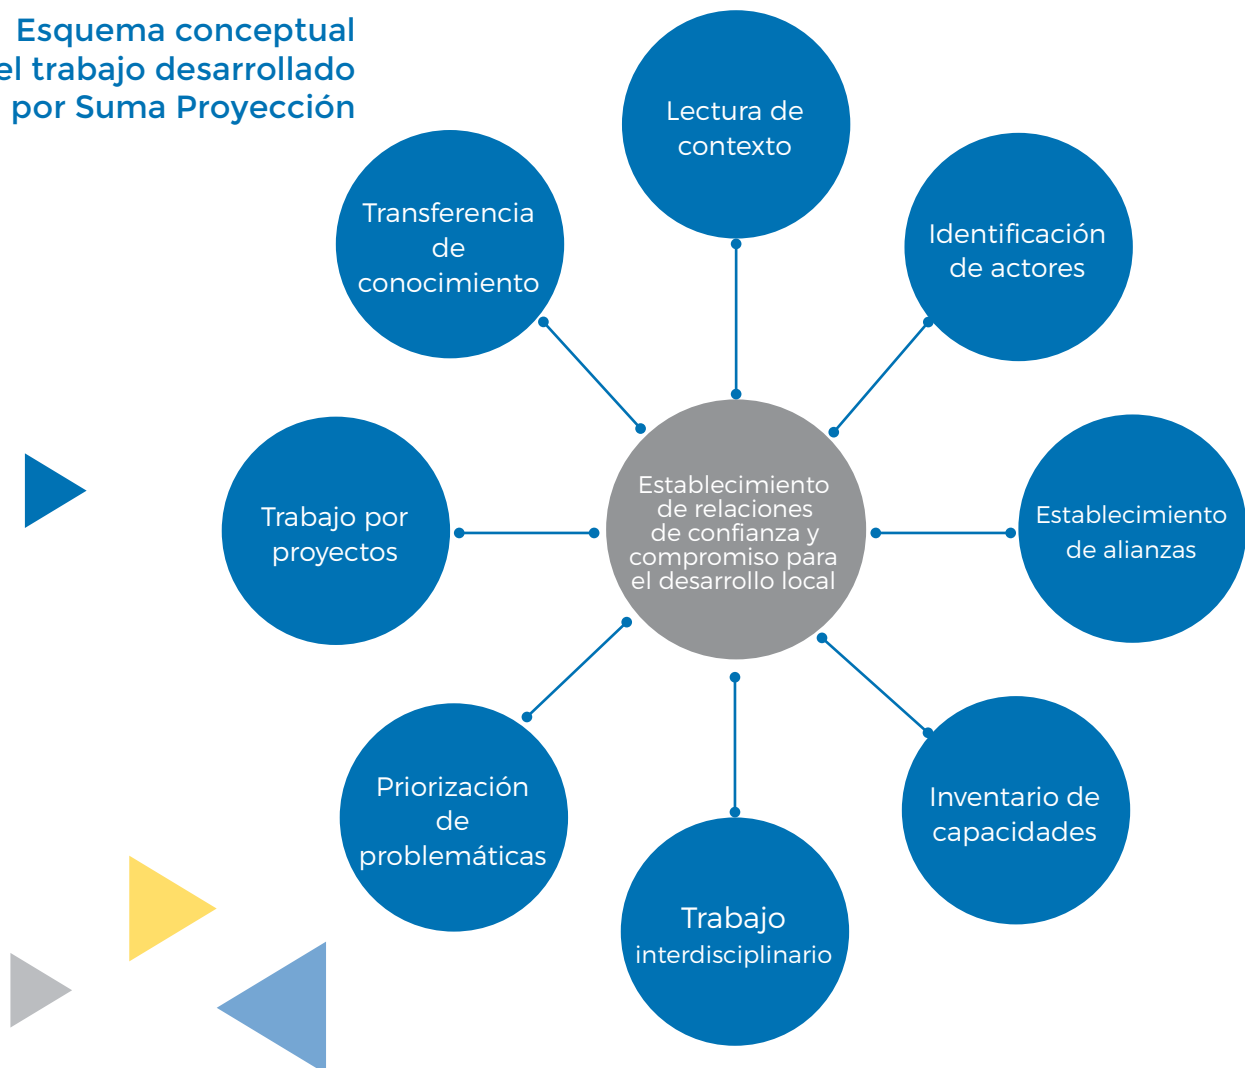 Esquema conceptual
el trabajo desarrollado
por Suma Proyección
Lectura de
contexto
Identificación
de actores
Establecimiento
de alianzas
Inventario de
capacidades
Trabajo
interdisciplinario
Priorización
de
problemáticas
Trabajo por
proyectos
Transferencia
de
conocimiento
Establecimiento
de relaciones
de confianza y
compromiso para
el desarrollo local